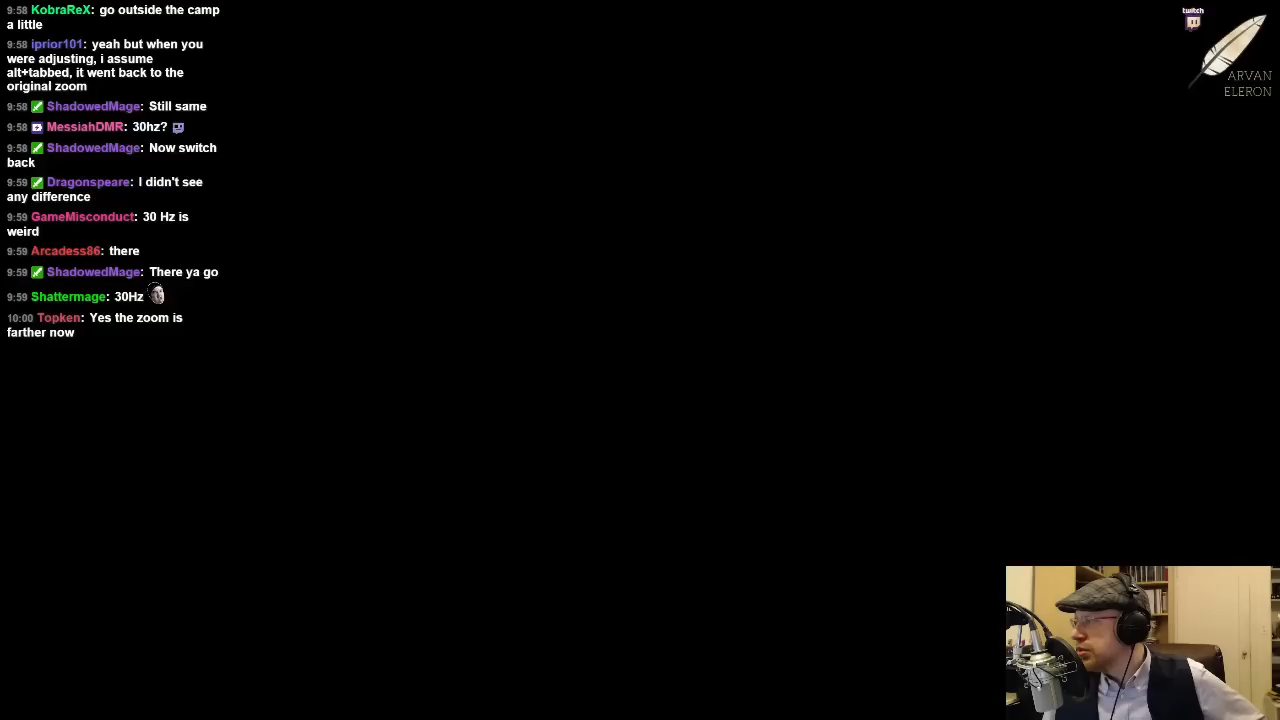 9:58 KobraReX: go outside the camp
a little
9:58 iprior101: yeah but when you
were adjusting, i assume
alt+tabbed, it went back to the
original zoom
9:58 ShadowedMage: Still same
9:58 MessiahDMR: 30hz?
9:58 ShadowedMage: Now switch
back
9:59 Dragonspeare: I didn't see
any difference
9:59 GameMisconduct: 30 Hz is
weird
9:59 Arcadess86: there
9:59 ShadowedMage: There ya go
9:59 Shattermage: 30Hz
10:00 Topken: Yes the zoom is
farther now
twitch
ARVAN
ELERON